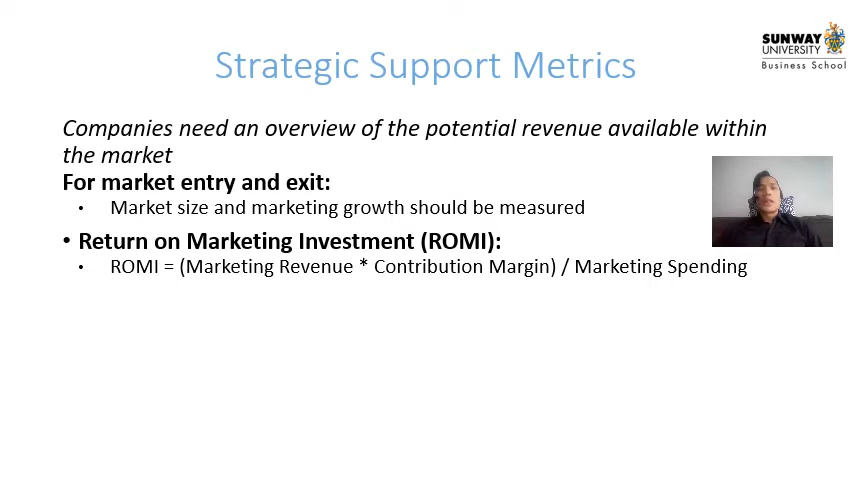 SUNWAY
UNIVERSITY
Business School
Strategic Support Metrics
Companies need an overview of the potential revenue available within
the market
For market entry and exit:
• Market size and marketing growth should be measured
• Return on Marketing Investment (ROMI):
• ROMI = (Marketing Revenue * Contribution Margin) / Marketing Spending